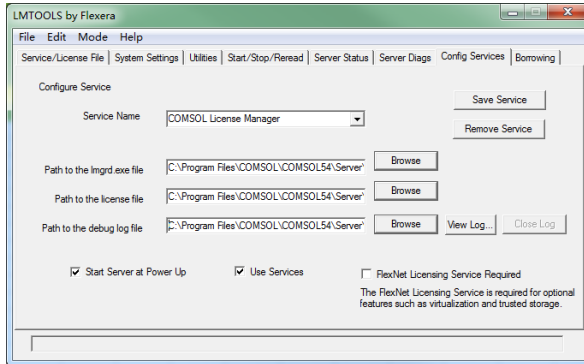 LMTOOLS by Flexera
File Edit Mode Help
Service/License File System Settings Utilities Start/Stop/Reread Server Status Server Diags Config Services Borrowing
Configure Service
Save Service
Service Name COMSOL License Manager
Remove Service
Path to the lmgrd.exe file C:\Program Files\COMSOL\COMSOL54\Server\ Browse
Path to the license file C:\Program Files\COMSOL\COMSOL54\Server\ Browse
Path to the debug log file C:\Program Files\COMSOL\COMSOL54\Server\ Browse View Log... Close Log
Start Server at Power Up Use Services FlexNet Licensing Service Required
The FlexNet Licensing Service is required for optional
features such as virtualization and trusted storage.